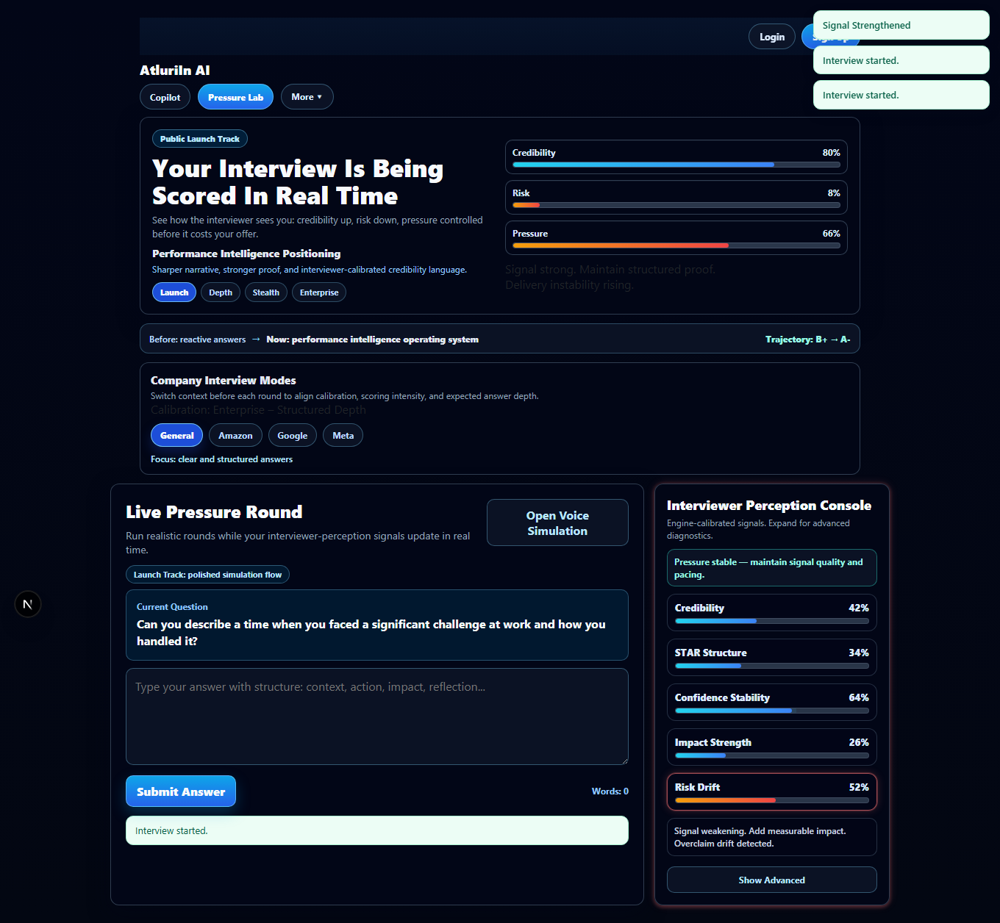 Login
Signal Strengthened
Interview started.
Interview started.
AtluriIn AI
Copilot
Pressure Lab
More ▾
Public Launch Track
Your Interview Is Being
Scored In Real Time
See how the interviewer sees you: credibility up, risk down, pressure controlled
before it costs your offer.
Performance Intelligence Positioning
Sharper narrative, stronger proof, and interviewer-calibrated credibility language.
Launch
Depth
Stealth
Enterprise
Credibility
80%
Risk
8%
Pressure
66%
Signal strong. Maintain structured proof.
Delivery instability rising.
Before: reactive answers → Now: performance intelligence operating system
Trajectory: B+ → A-
Company Interview Modes
Switch context before each round to align calibration, scoring intensity, and expected answer depth.
Calibration: Enterprise – Structured Depth
General
Amazon
Google
Meta
Focus: clear and structured answers
Live Pressure Round
Run realistic rounds while your interviewer-perception signals update in real
time.
Open Voice
Simulation
Launch Track: polished simulation flow
Current Question
Can you describe a time when you faced a significant challenge at work and how you
handled it?
Type your answer with structure: context, action, impact, reflection...
Submit Answer
Words: 0
Interview started.
N
Interviewer Perception Console
Engine-calibrated signals. Expand for advanced
diagnostics.
Pressure stable — maintain signal quality and
pacing.
Credibility
42%
STAR Structure
34%
Confidence Stability
64%
Impact Strength
26%
Risk Drift
52%
Signal weakening. Add measurable impact.
Overclaim drift detected.
Show Advanced